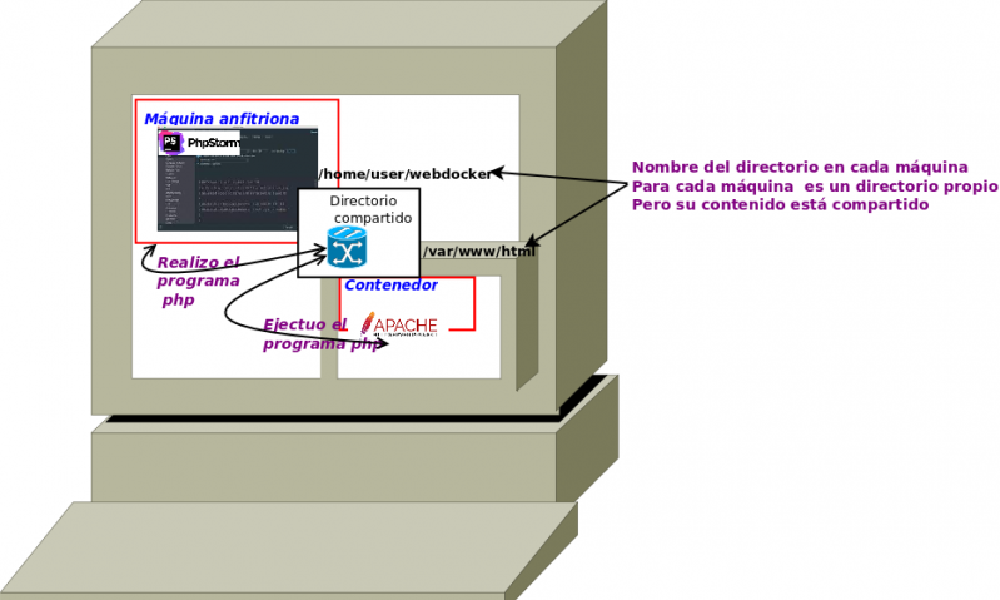 Máquina anfitriona
PS PhpStorm
/home/user/webdocker
Nombre del directorio en cada máquina
Para cada máquina es un directorio propio
Pero su contenido está compartido
Directorio
compartido
/var/www/html
Realizo el
programa
php
Contenedor
Ejectuo el
programa php
APACHE